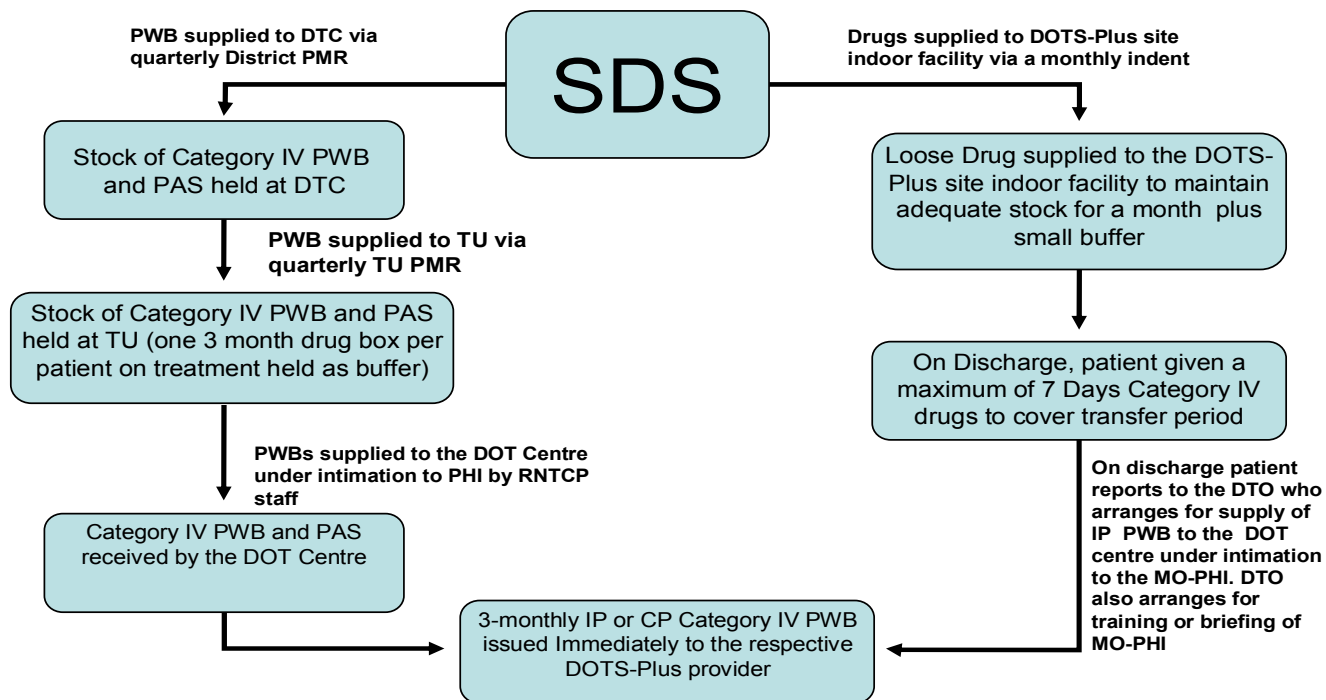 SDS
PWB supplied to DTC via
quarterly District PMR
Stock of Category IV PWB
and PAS held at DTC
PWB supplied to TU via
quarterly TU PMR
Stock of Category IV PWB and PAS
held at TU (one 3 month drug box per
patient on treatment held as buffer)
PWBs supplied to the DOT Centre
under intimation to PHI by RNTCP
staff
Category IV PWB and PAS
received by the DOT Centre
Drugs supplied to DOTS-Plus site
indoor facility via a monthly indent
Loose Drug supplied to the DOTS-
Plus site indoor facility to maintain
adequate stock for a month plus
small buffer
On Discharge, patient given a
maximum of 7 Days Category IV
drugs to cover transfer period
On discharge patient
reports to the DTO who
arranges for supply of
IP PWB to the DOT
centre under intimation
to the MO-PHI. DTO
also arranges for
training or briefing of
MO-PHI
3-monthly IP or CP Category IV PWB
issued Immediately to the respective
DOTS-Plus provider